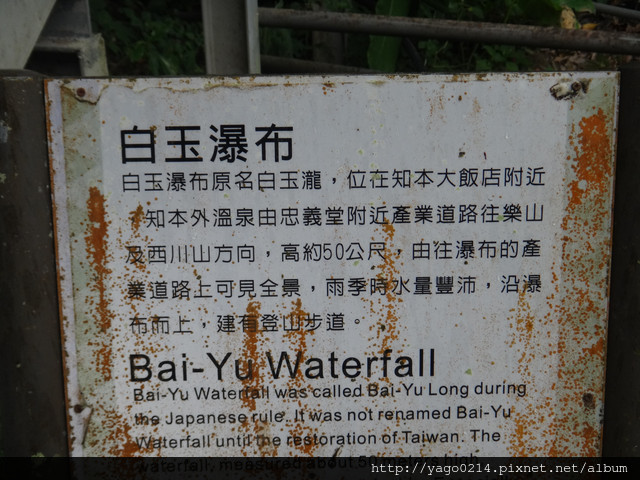 白玉瀑布
白玉瀑布原名白玉瀧，位在知本大飯店附近
，知本外溫泉由忠義堂附近產業道路往樂山
及西川山方向，高約50公尺，由往瀑布的產
業道路上可見全景，雨季時水量豐沛，沿瀑
布而上，建有登山步道。
Bai-Yu Waterfall
Bai-Yu Waterfall was called Bai-Yu Long during
the Japanese rule. It was not renamed Bai-Yu
Waterfall until the restoration of Taiwan. The
waterfall, measured about 50 meters high,
http://yago0214.pixnet.net/album